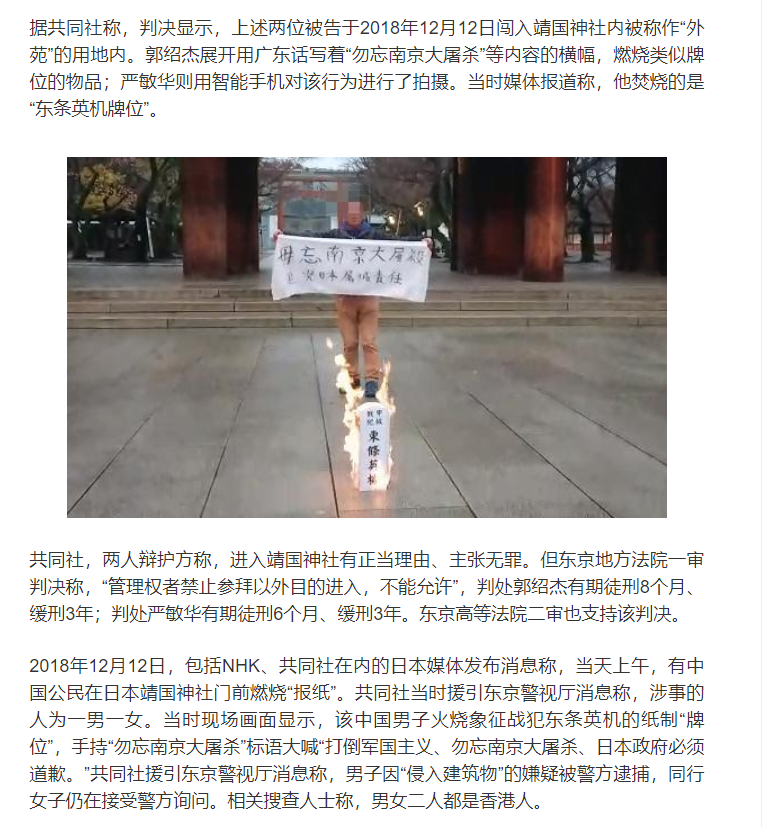 据共同社称，判决显示，上述两位被告于2018年12月12日闯入靖国神社内被称作“外
苑”的用地内。郭绍杰展开用广东话写着“勿忘南京大屠杀”等内容的横幅，燃烧类似牌
位的物品；严敏华则用智能手机对该行为进行了拍摄。当时媒体报道称，他焚烧的是
“东条英机牌位”。
毋忘南京大屠殺
日本屠城責任
甲級
戰犯
東條英機
共同社，两人辩护方称，进入靖国神社有正当理由、主张无罪。但东京地方法院一审
判决称，“管理权者禁止参拜以外目的进入，不能允许”，判处郭绍杰有期徒刑8个月、
缓刑3年；判处严敏华有期徒刑6个月、缓刑3年。东京高等法院二审也支持该判决。
2018年12月12日，包括NHK、共同社在内的日本媒体发布消息称，当天上午，有中
国公民在日本靖国神社门前燃烧“报纸”。共同社当时援引东京警视厅消息称，涉事的
人为一男一女。当时现场画面显示，该中国男子火烧象征战犯东条英机的纸制“牌
位”，手持“勿忘南京大屠杀”标语大喊“打倒军国主义、勿忘南京大屠杀、日本政府必须
道歉。”共同社援引东京警视厅消息称，男子因“侵入建筑物”的嫌疑被警方逮捕，同行
女子仍在接受警方询问。相关搜查人士称，男女二人都是香港人。